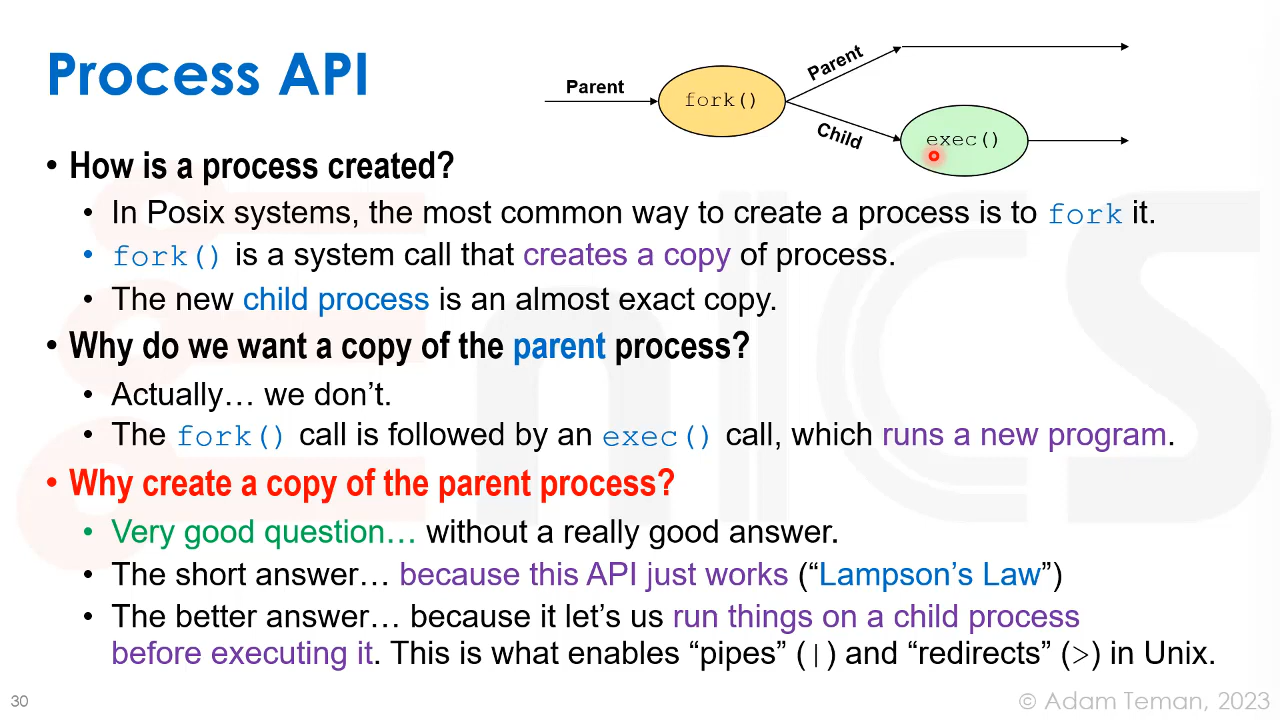 Process API
Parent
fork()
Parent
Child
exec()
• How is a process created?
• In Posix systems, the most common way to create a process is to fork it.
• fork() is a system call that creates a copy of process.
• The new child process is an almost exact copy.
• Why do we want a copy of the parent process?
• Actually… we don’t.
• The fork() call is followed by an exec() call, which runs a new program.
• Why create a copy of the parent process?
• Very good question… without a really good answer.
• The short answer… because this API just works (“Lampson’s Law”)
• The better answer… because it let’s us run things on a child process
before executing it. This is what enables “pipes” (|) and “redirects” (>) in Unix.
30
© Adam Teman, 2023
EnICS